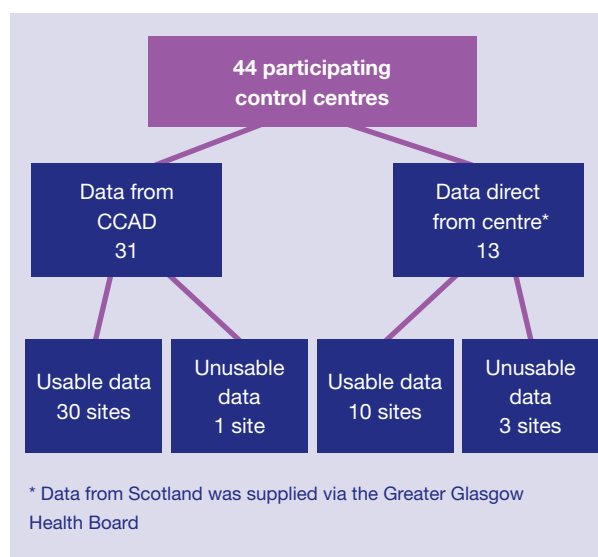 44 participating
control centres
Data from
CCAD
31
Data direct
from centre*
13
Usable data
30 sites
Unusable
data
1 site
Usable data
10 sites
Unusable
data
3 sites
* Data from Scotland was supplied via the Greater Glasgow
Health Board